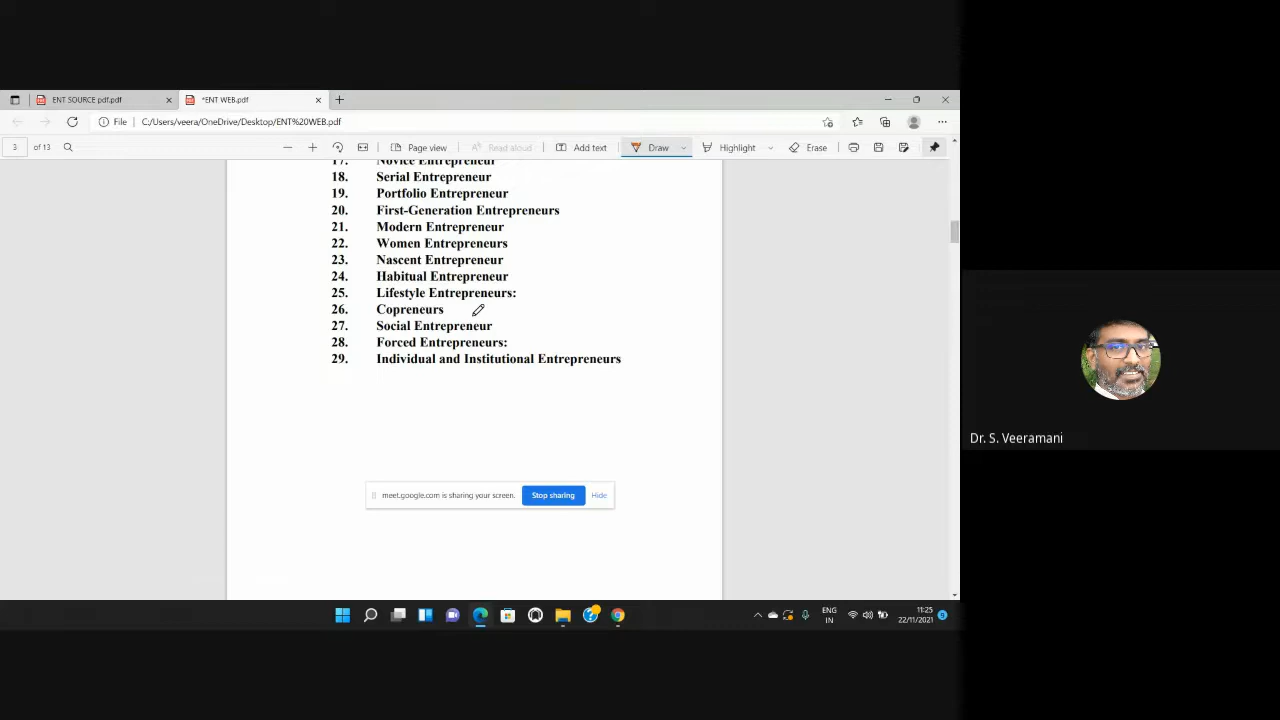 ENT SOURCE pdf.pdf
*ENT WEB.pdf
File
C:/Users/veera/OneDrive/Desktop/ENT%20WEB.pdf
3 of 13
Page view
Read aloud
Add text
Draw
Highlight
Erase
17. Novice Entrepreneur
18. Serial Entrepreneur
19. Portfolio Entrepreneur
20. First-Generation Entrepreneurs
21. Modern Entrepreneur
22. Women Entrepreneurs
23. Nascent Entrepreneur
24. Habitual Entrepreneur
25. Lifestyle Entrepreneurs:
26. Copreneurs
27. Social Entrepreneur
28. Forced Entrepreneurs:
29. Individual and Institutional Entrepreneurs
Dr. S. Veeramani
meet.google.com is sharing your screen.
Stop sharing
Hide
ENG
IN
11:25
22/11/2021